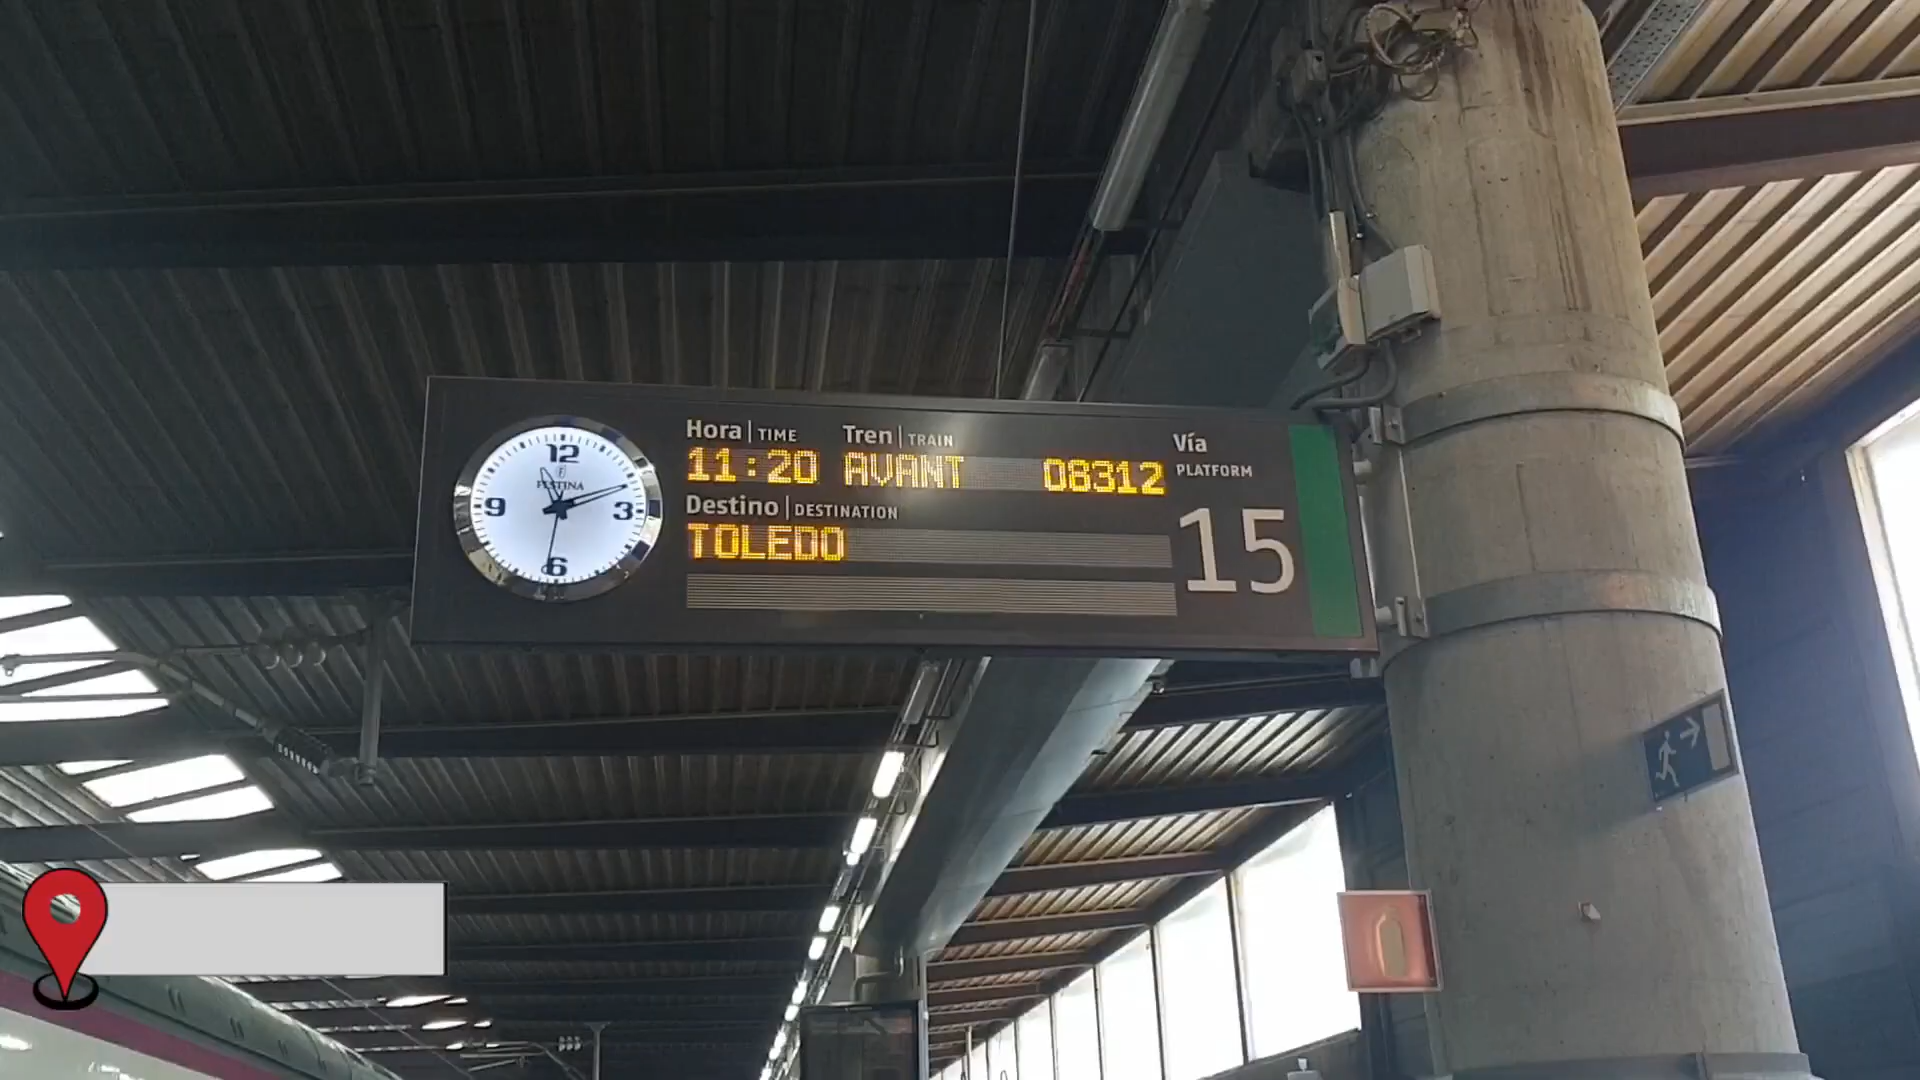 12
FESTINA
9
3
6
Hora | TIME Tren | TRAIN
11:20 AVANT 08312
Destino | DESTINATION
TOLEDO
Vía
PLATFORM
15